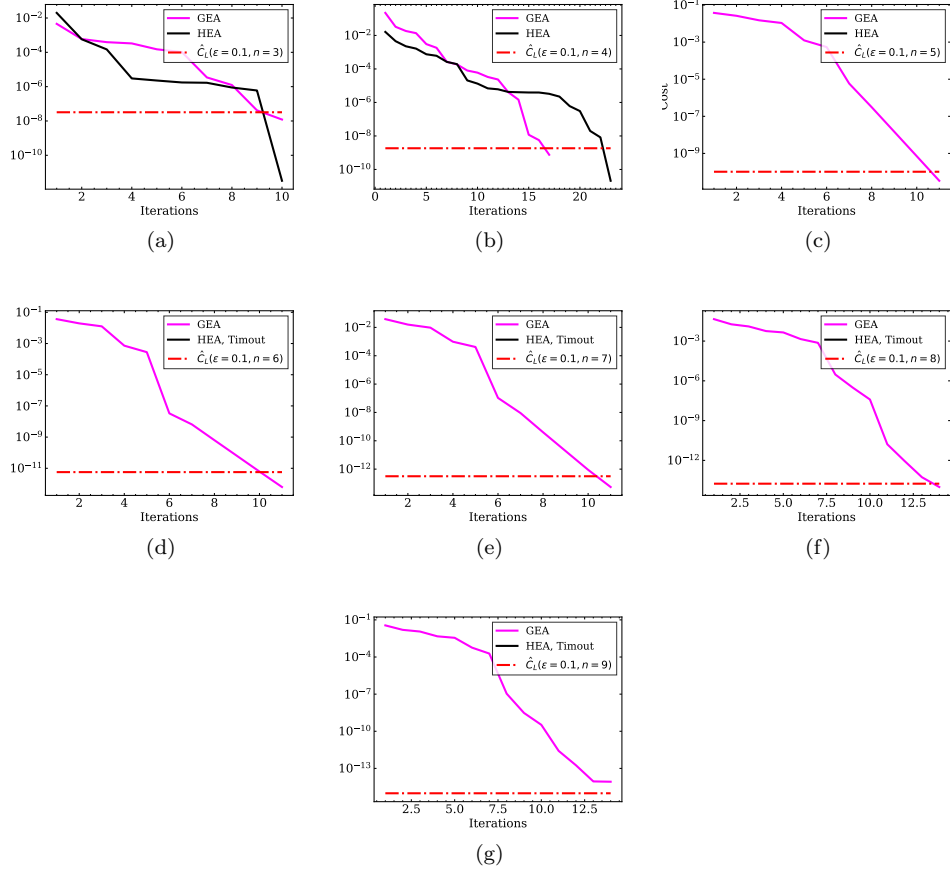 10⁻² 10⁻⁴ 10⁻⁶ 10⁻⁸ 10⁻¹⁰
GEA
HEA
Ĉ_L(ε = 0.1, n = 3)
2 4 6 8 10
Iterations
(a)
10⁻² 10⁻⁴ 10⁻⁶ 10⁻⁸ 10⁻¹⁰
GEA
HEA
Ĉ_L(ε = 0.1, n = 4)
0 5 10 15 20
Iterations
(b)
10⁻¹ 10⁻³ 10⁻⁵ 10⁻⁷ 10⁻⁹
Cost
GEA
HEA
Ĉ_L(ε = 0.1, n = 5)
2 4 6 8 10
Iterations
(c)
10⁻¹ 10⁻³ 10⁻⁵ 10⁻⁷ 10⁻⁹ 10⁻¹¹
GEA
HEA, Timout
Ĉ_L(ε = 0.1, n = 6)
2 4 6 8 10
Iterations
(d)
10⁻² 10⁻⁴ 10⁻⁶ 10⁻⁸ 10⁻¹⁰ 10⁻¹²
GEA
HEA, Timout
Ĉ_L(ε = 0.1, n = 7)
2 4 6 8 10
Iterations
(e)
10⁻³ 10⁻⁶ 10⁻⁹ 10⁻¹²
GEA
HEA, Timout
Ĉ_L(ε = 0.1, n = 8)
2.5 5.0 7.5 10.0 12.5
Iterations
(f)
10⁻¹ 10⁻⁴ 10⁻⁷ 10⁻¹⁰ 10⁻¹³
GEA
HEA, Timout
Ĉ_L(ε = 0.1, n = 9)
2.5 5.0 7.5 10.0 12.5
Iterations
(g)